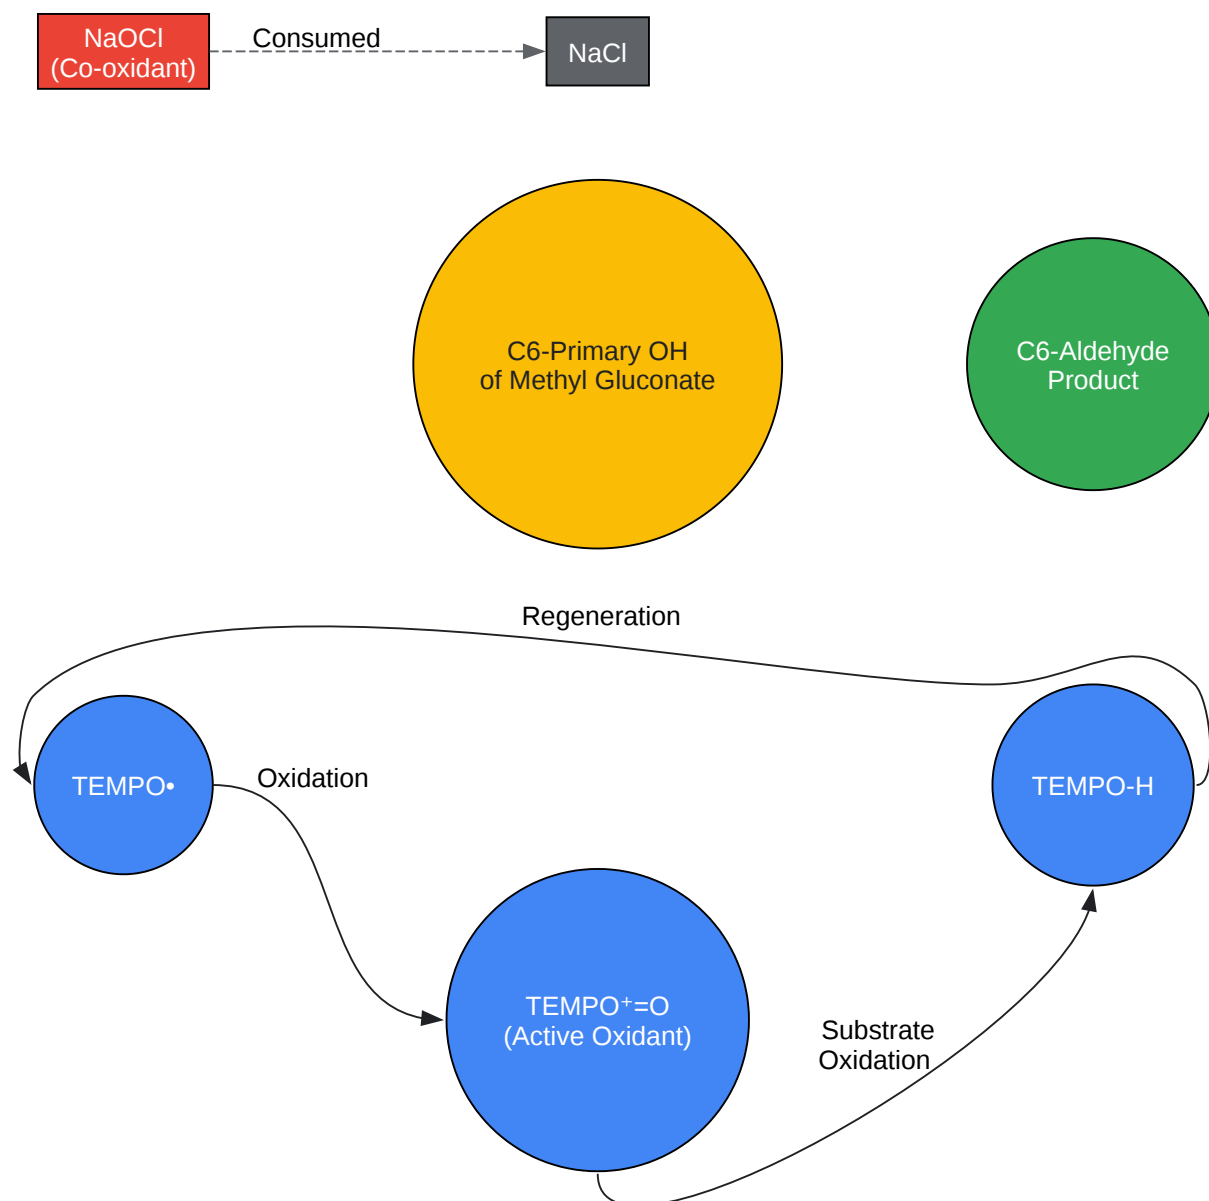 NaOCl
(Co-oxidant)
Consumed
NaCl
C6-Primary OH
of Methyl Gluconate
C6-Aldehyde
Product
Regeneration
TEMPO•
Oxidation
TEMPO-H
TEMPO⁺=O
(Active Oxidant)
Substrate
Oxidation